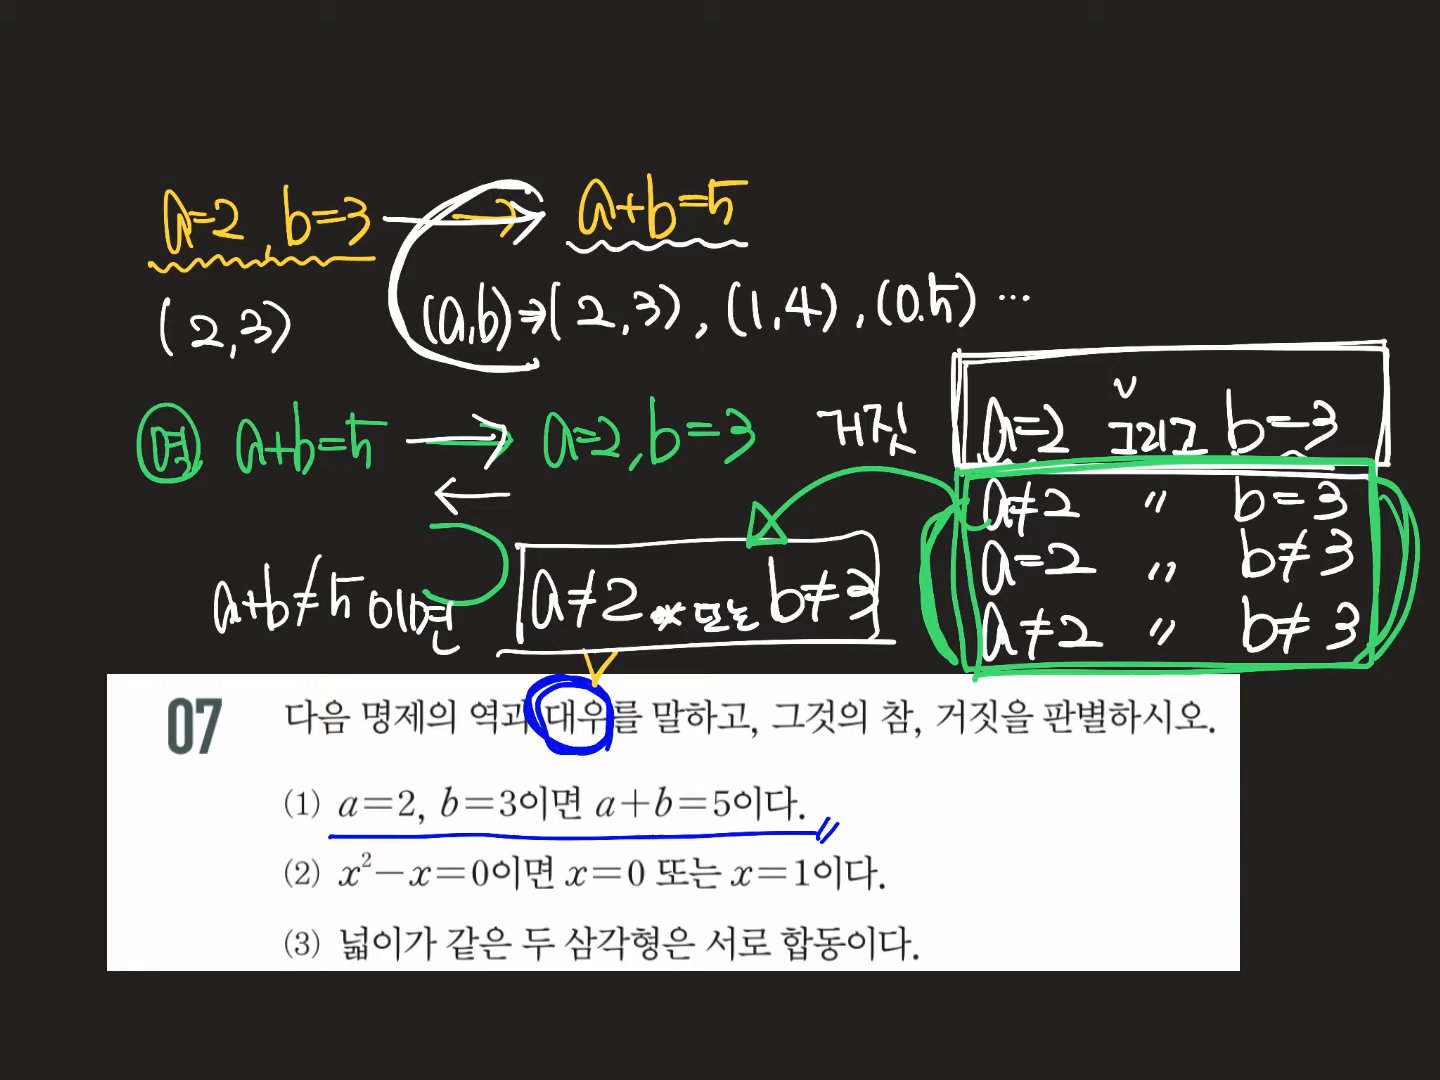 a=2, b=3 → a+b=5
(2,3) (a,b)⇒(2,3), (1,4), (0.5) ...
역 a+b=5 → a=2, b=3 거짓
←
a=2 그리고 b=3
a≠2 〃 b=3
a=2 〃 b≠3
a≠2 〃 b≠3
a+b≠5이면 a≠2 또는 b≠3
07 다음 명제의 역과 대우를 말하고, 그것의 참, 거짓을 판별하시오.
(1) a=2, b=3이면 a+b=5이다.
(2) x²-x=0이면 x=0 또는 x=1이다.
(3) 넓이가 같은 두 삼각형은 서로 합동이다.